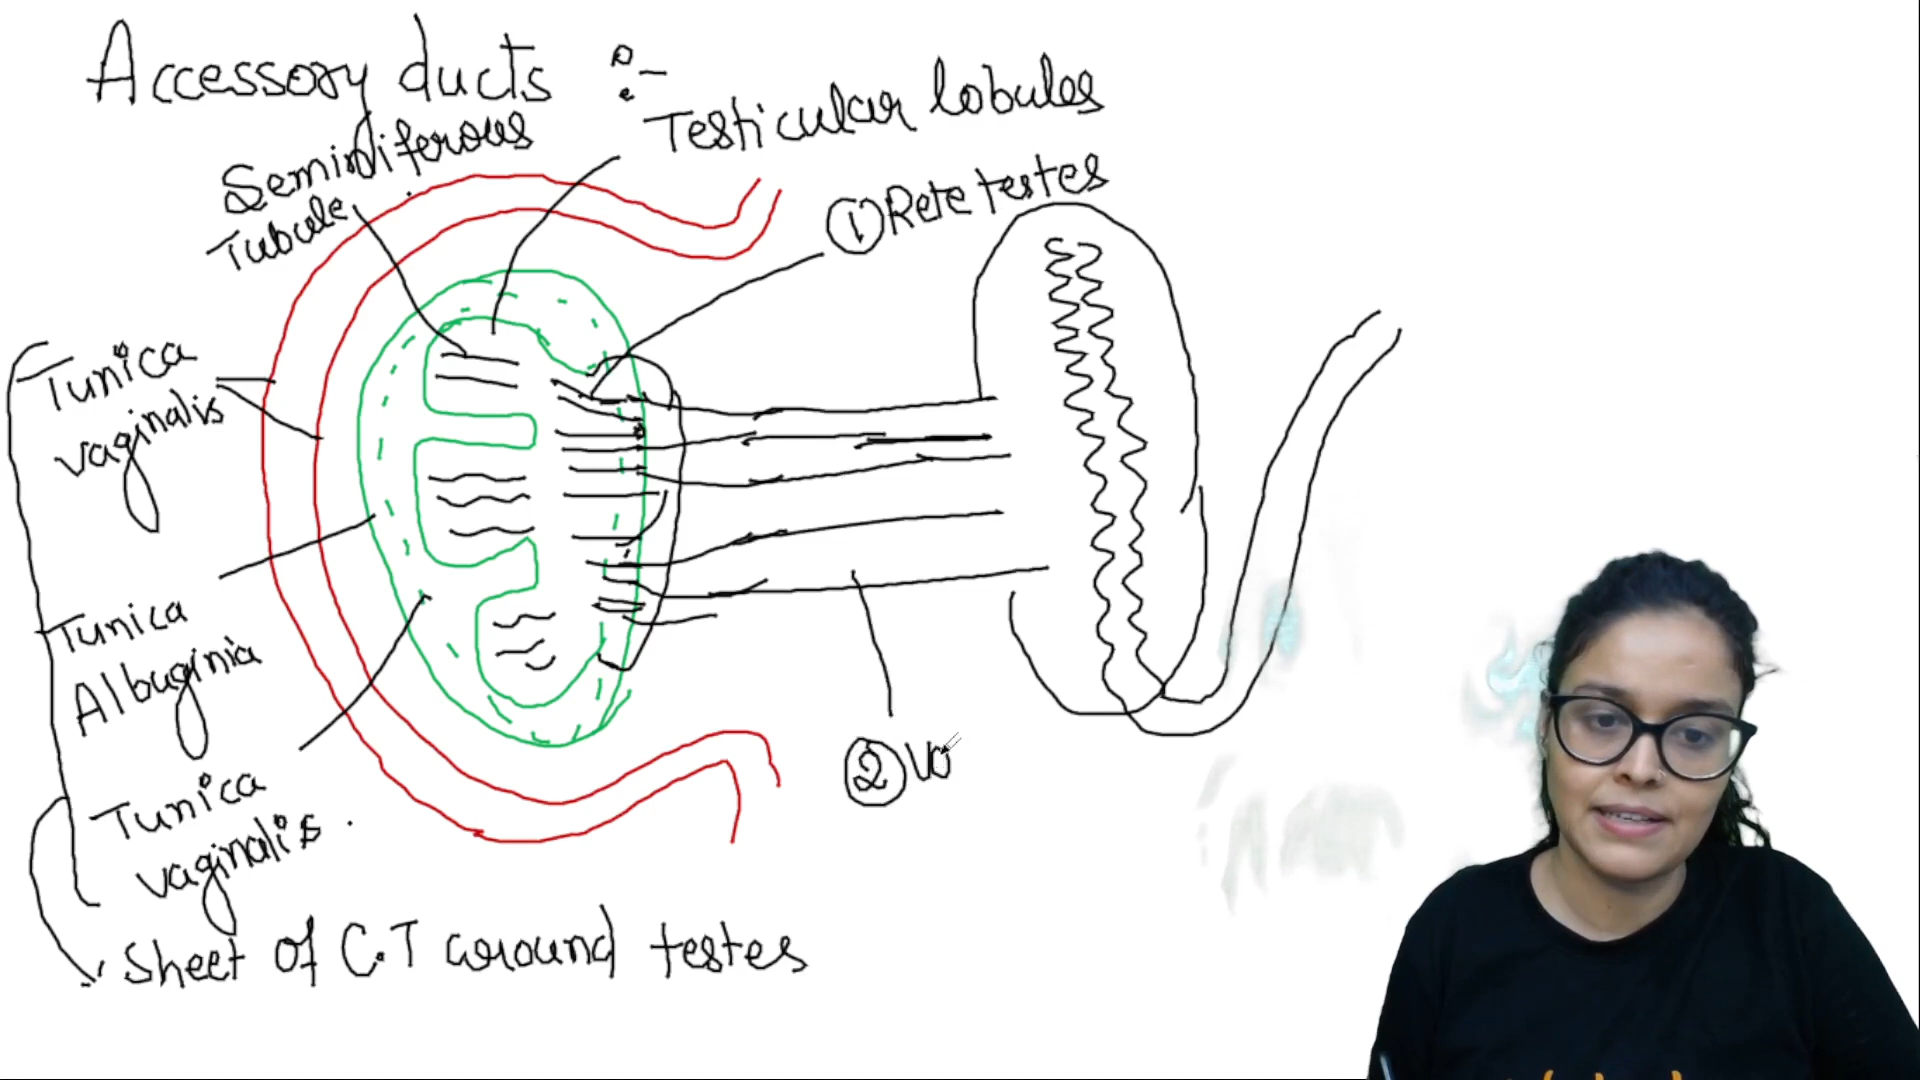 Accessory ducts :-
Seminiferous
Tubule
Testicular lobules
① Rete testes
Tunica
vaginalis
Tunica
Albuginia
Tunica
vaginalis
② Va
Sheet of C.T around testes